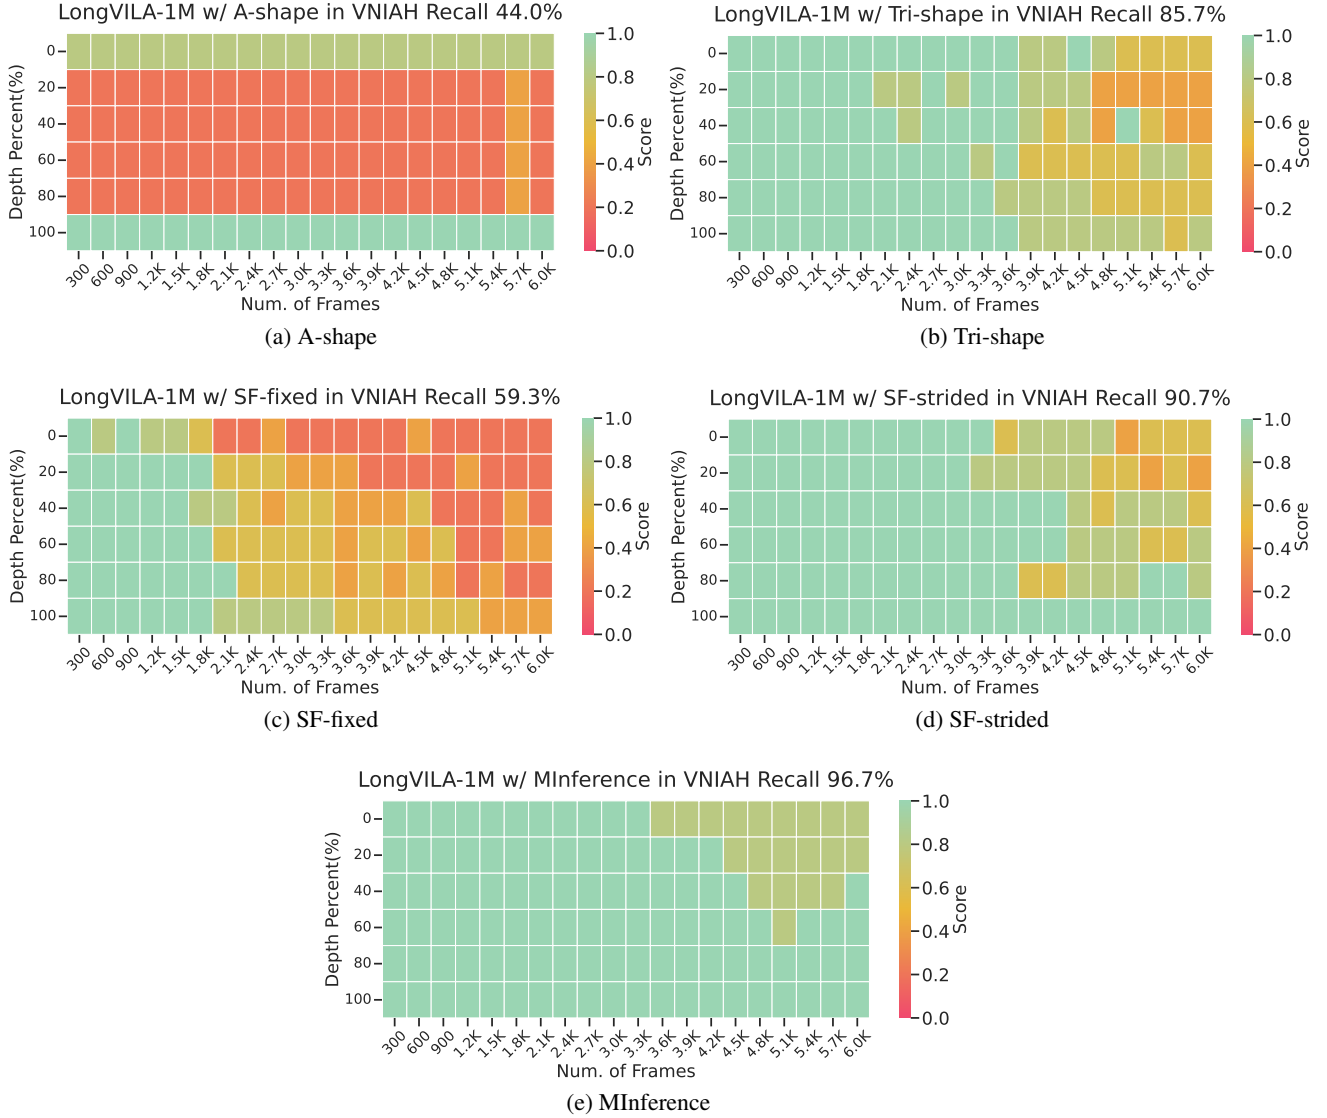 LongVILA-1M w/ A-shape in VNIAH Recall 44.0%
0
20
40
60
80
100
Depth Percent(%)
300 600 900 1.2K 1.5K 1.8K 2.1K 2.4K 2.7K 3.0K 3.3K 3.6K 3.9K 4.2K 4.5K 4.8K 5.1K 5.4K 5.7K 6.0K
Num. of Frames
1.0
0.8
0.6
0.4
0.2
0.0
Score
(a) A-shape
LongVILA-1M w/ Tri-shape in VNIAH Recall 85.7%
0
20
40
60
80
100
Depth Percent(%)
300 600 900 1.2K 1.5K 1.8K 2.1K 2.4K 2.7K 3.0K 3.3K 3.6K 3.9K 4.2K 4.5K 4.8K 5.1K 5.4K 5.7K 6.0K
Num. of Frames
1.0
0.8
0.6
0.4
0.2
0.0
Score
(b) Tri-shape
LongVILA-1M w/ SF-fixed in VNIAH Recall 59.3%
0
20
40
60
80
100
Depth Percent(%)
300 600 900 1.2K 1.5K 1.8K 2.1K 2.4K 2.7K 3.0K 3.3K 3.6K 3.9K 4.2K 4.5K 4.8K 5.1K 5.4K 5.7K 6.0K
Num. of Frames
1.0
0.8
0.6
0.4
0.2
0.0
Score
(c) SF-fixed
LongVILA-1M w/ SF-strided in VNIAH Recall 90.7%
0
20
40
60
80
100
Depth Percent(%)
300 600 900 1.2K 1.5K 1.8K 2.1K 2.4K 2.7K 3.0K 3.3K 3.6K 3.9K 4.2K 4.5K 4.8K 5.1K 5.4K 5.7K 6.0K
Num. of Frames
1.0
0.8
0.6
0.4
0.2
0.0
Score
(d) SF-strided
LongVILA-1M w/ MInference in VNIAH Recall 96.7%
0
20
40
60
80
100
Depth Percent(%)
300 600 900 1.2K 1.5K 1.8K 2.1K 2.4K 2.7K 3.0K 3.3K 3.6K 3.9K 4.2K 4.5K 4.8K 5.1K 5.4K 5.7K 6.0K
Num. of Frames
1.0
0.8
0.6
0.4
0.2
0.0
Score
(e) MInference